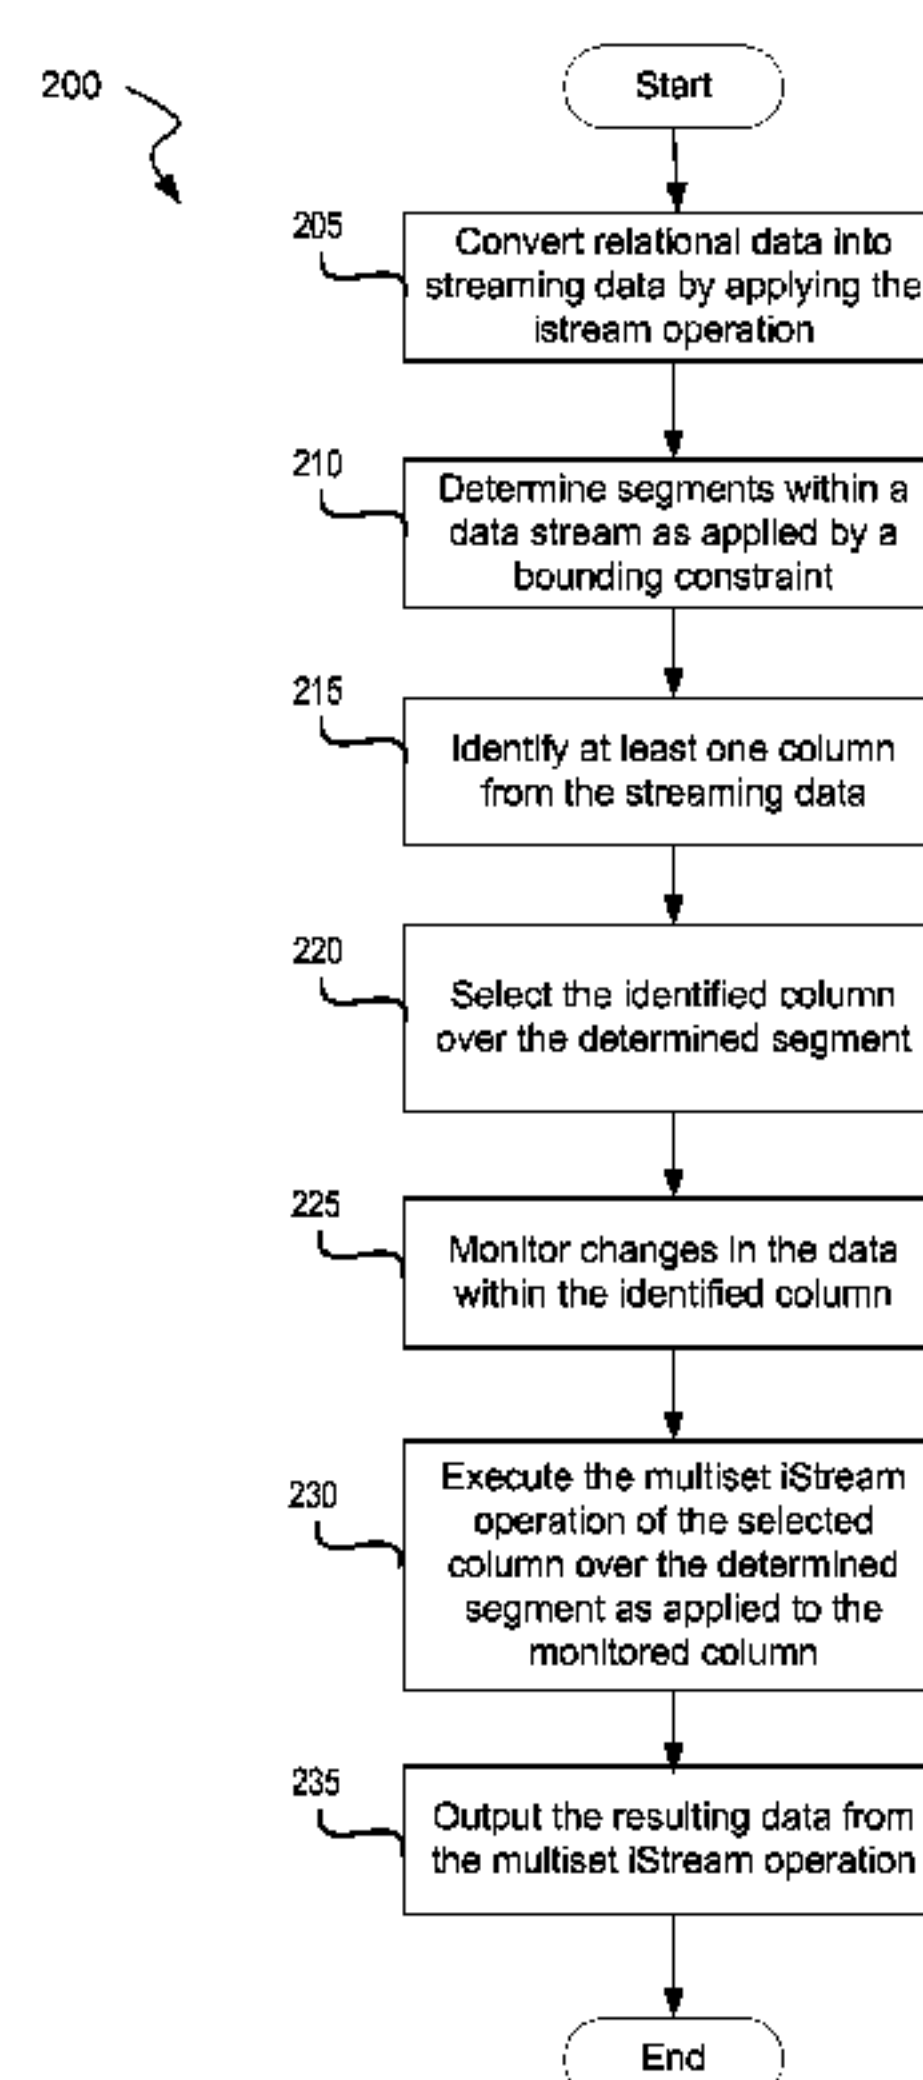 200
Start
205
Convert relational data into
streaming data by applying the
istream operation
210
Determine segments within a
data stream as applied by a
bounding constraint
215
Identify at least one column
from the streaming data
220
Select the identified column
over the determined segment
225
Monitor changes in the data
within the identified column
230
Execute the multiset iStream
operation of the selected
column over the determined
segment as applied to the
monitored column
235
Output the resulting data from
the multiset iStream operation
End